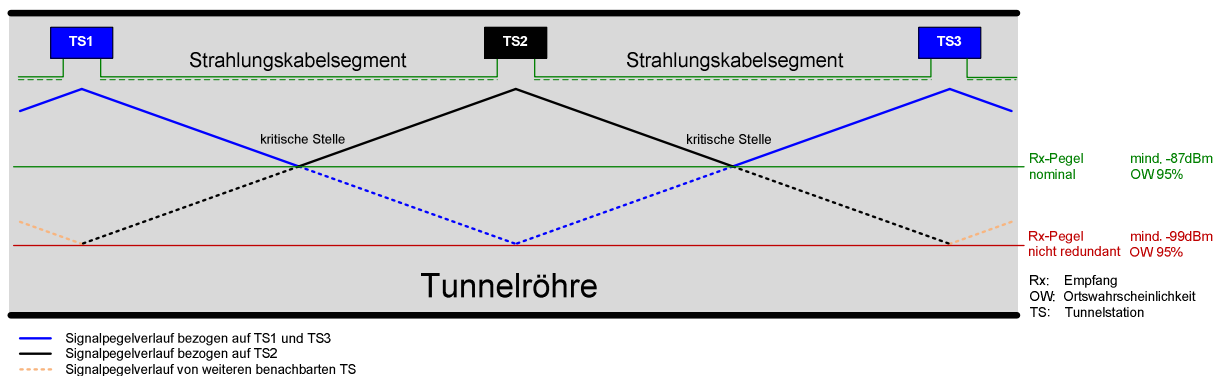 TS1
TS2
TS3
Strahlungskabelsegment
Strahlungskabelsegment
kritische Stelle
kritische Stelle
Rx-Pegel mind. -87dBm
nominal OW 95%
Rx-Pegel mind. -99dBm
nicht redundant OW 95%
Tunnelröhre
Rx: Empfang
OW: Ortswahrscheinlichkeit
TS: Tunnelstation
Signalpegelverlauf bezogen auf TS1 und TS3
Signalpegelverlauf bezogen auf TS2
Signalpegelverlauf von weiteren benachbarten TS